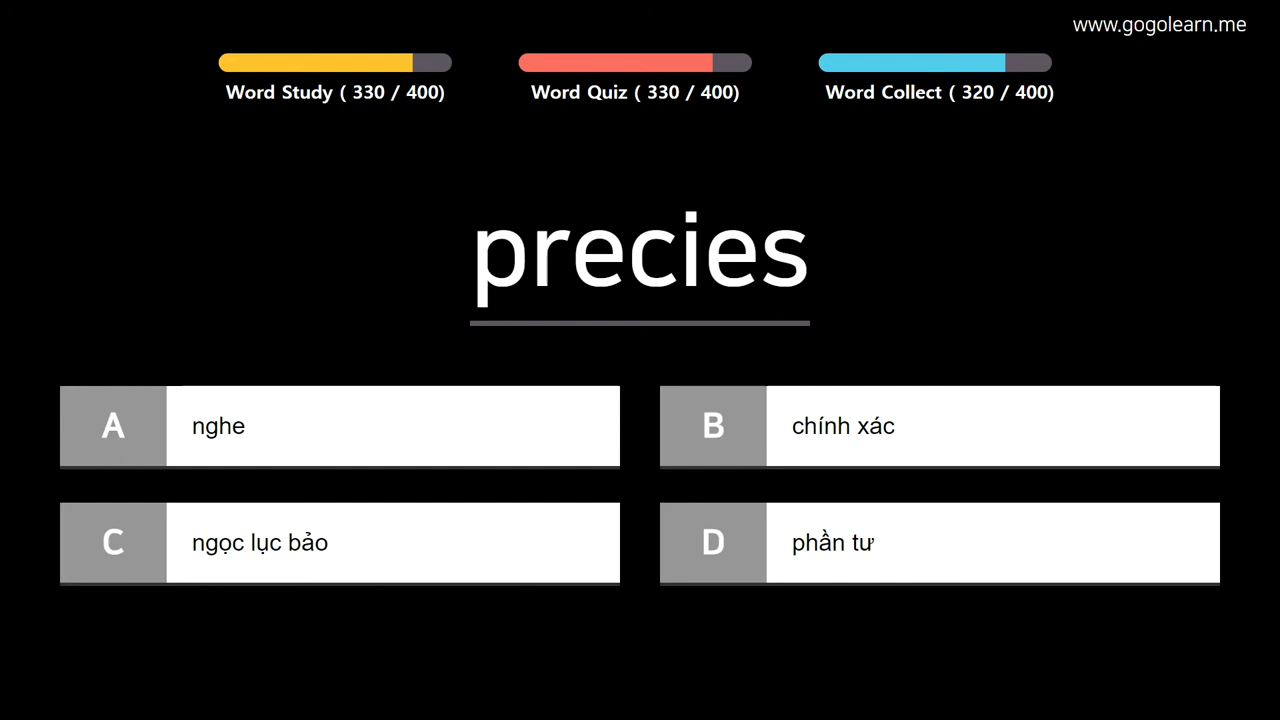 www.gogolearn.me
Word Study ( 330 / 400)
Word Quiz ( 330 / 400)
Word Collect ( 320 / 400)
precies
A nghe
B chính xác
C ngọc lục bảo
D phần tư